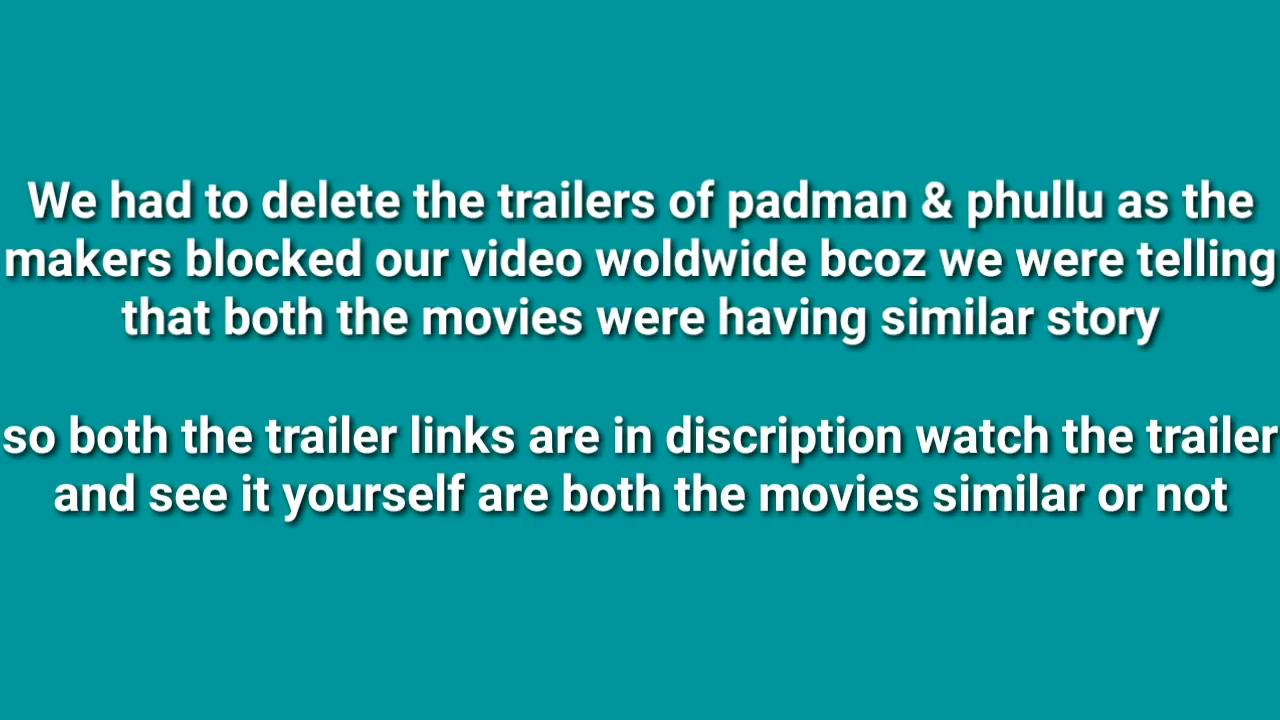 We had to delete the trailers of padman & phullu as the
makers blocked our video woldwide bcoz we were telling
that both the movies were having similar story
so both the trailer links are in discription watch the trailer
and see it yourself are both the movies similar or not